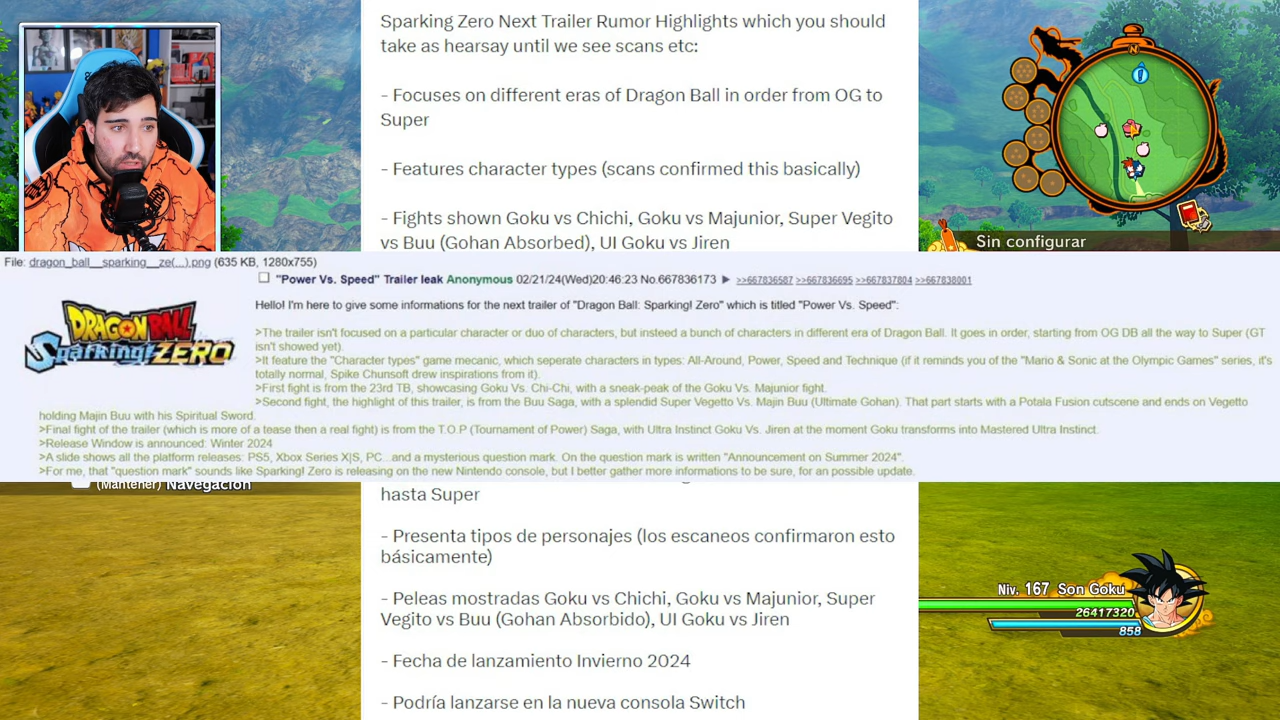 Sparking Zero Next Trailer Rumor Highlights which you should
take as hearsay until we see scans etc:
- Focuses on different eras of Dragon Ball in order from OG to
Super
- Features character types (scans confirmed this basically)
- Fights shown Goku vs Chichi, Goku vs Majunior, Super Vegito
vs Buu (Gohan Absorbed), UI Goku vs Jiren
N
Sin configurar
File: dragon_ball__sparking__ze(...).png (635 KB, 1280x755)
"Power Vs. Speed" Trailer leak Anonymous 02/21/24(Wed)20:46:23 No.667836173 ▶ >>667836587 >>667836695 >>667837804 >>667838001
DRAGON BALL
Sparking! ZERO
Hello! I'm here to give some informations for the next trailer of "Dragon Ball: Sparking! Zero" which is titled "Power Vs. Speed":
>The trailer isn't focused on a particular character or duo of characters, but insteed a bunch of characters in different era of Dragon Ball. It goes in order, starting from OG DB all the way to Super (GT
isn't showed yet).
>It feature the "Character types" game mecanic, which seperate characters in types: All-Around, Power, Speed and Technique (if it reminds you of the "Mario & Sonic at the Olympic Games" series, it's
totally normal, Spike Chunsoft drew inspirations from it).
>First fight is from the 23rd TB, showcasing Goku Vs. Chi-Chi, with a sneak-peak of the Goku Vs. Majunior fight.
>Second fight, the highlight of this trailer, is from the Buu Saga, with a splendid Super Vegetto Vs. Majin Buu (Ultimate Gohan). That part starts with a Potala Fusion cutscene and ends on Vegetto
holding Majin Buu with his Spiritual Sword.
>Final fight of the trailer (which is more of a tease then a real fight) is from the T.O.P (Tournament of Power) Saga, with Ultra Instinct Goku Vs. Jiren at the moment Goku transforms into Mastered Ultra Instinct.
>Release Window is announced: Winter 2024
>A slide shows all the platform releases: PS5, Xbox Series X|S, PC...and a mysterious question mark. On the question mark is written "Announcement on Summer 2024".
>For me, that "question mark" sounds like Sparking! Zero is releasing on the new Nintendo console, but I better gather more informations to be sure, for an possible update.
(Mantener) Navegación
hasta Super
- Presenta tipos de personajes (los escaneos confirmaron esto
básicamente)
- Peleas mostradas Goku vs Chichi, Goku vs Majunior, Super
Vegito vs Buu (Gohan Absorbido), UI Goku vs Jiren
- Fecha de lanzamiento Invierno 2024
- Podría lanzarse en la nueva consola Switch
Niv. 167 Son Goku
26417320
858